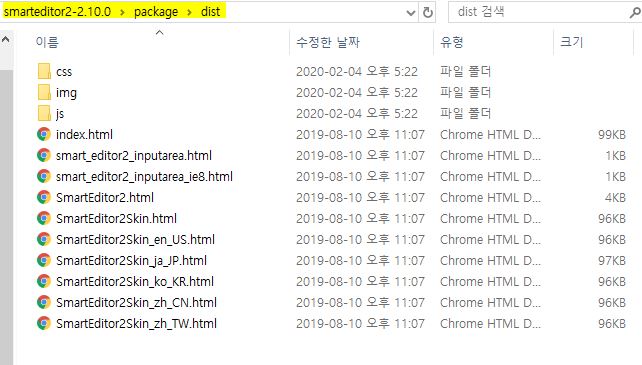 smarteditor2-2.10.0 > package > dist
dist 검색
이름 수정한 날짜 유형 크기
css 2020-02-04 오후 5:22 파일 폴더
img 2020-02-04 오후 5:22 파일 폴더
js 2020-02-04 오후 5:22 파일 폴더
index.html 2019-08-10 오후 11:07 Chrome HTML D... 99KB
smart_editor2_inputarea.html 2019-08-10 오후 11:07 Chrome HTML D... 1KB
smart_editor2_inputarea_ie8.html 2019-08-10 오후 11:07 Chrome HTML D... 1KB
SmartEditor2.html 2019-08-10 오후 11:07 Chrome HTML D... 4KB
SmartEditor2Skin.html 2019-08-10 오후 11:07 Chrome HTML D... 96KB
SmartEditor2Skin_en_US.html 2019-08-10 오후 11:07 Chrome HTML D... 96KB
SmartEditor2Skin_ja_JP.html 2019-08-10 오후 11:07 Chrome HTML D... 97KB
SmartEditor2Skin_ko_KR.html 2019-08-10 오후 11:07 Chrome HTML D... 96KB
SmartEditor2Skin_zh_CN.html 2019-08-10 오후 11:07 Chrome HTML D... 96KB
SmartEditor2Skin_zh_TW.html 2019-08-10 오후 11:07 Chrome HTML D... 96KB